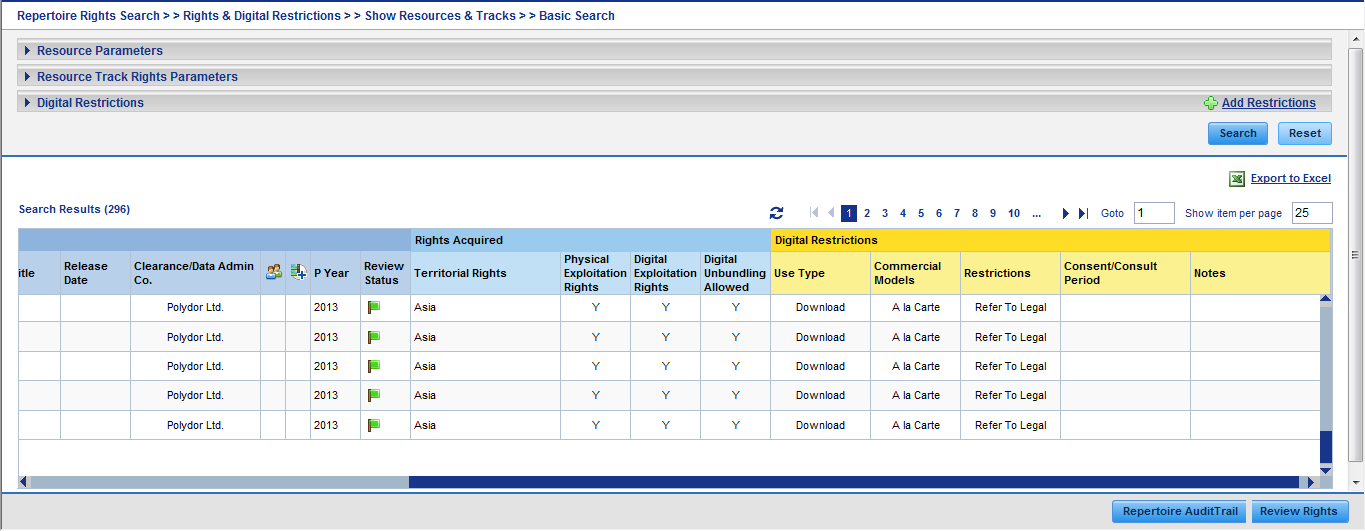 Repertoire Rights Search > > Rights & Digital Restrictions > > Show Resources & Tracks > > Basic Search
Resource Parameters
Resource Track Rights Parameters
Digital Restrictions Add Restrictions
Search Reset
Export to Excel
Search Results (296) 1 2 3 4 5 6 7 8 9 10 ... Goto 1 Show item per page 25
Rights Acquired Digital Restrictions
itle Release Date Clearance/Data Admin Co. P Year Review Status Territorial Rights Physical Exploitation Rights Digital Exploitation Rights Digital Unbundling Allowed Use Type Commercial Models Restrictions Consent/Consult Period Notes
Polydor Ltd. 2013 Asia Y Y Y Download A la Carte Refer To Legal
Polydor Ltd. 2013 Asia Y Y Y Download A la Carte Refer To Legal
Polydor Ltd. 2013 Asia Y Y Y Download A la Carte Refer To Legal
Polydor Ltd. 2013 Asia Y Y Y Download A la Carte Refer To Legal
Polydor Ltd. 2013 Asia Y Y Y Download A la Carte Refer To Legal
Repertoire AuditTrail Review Rights